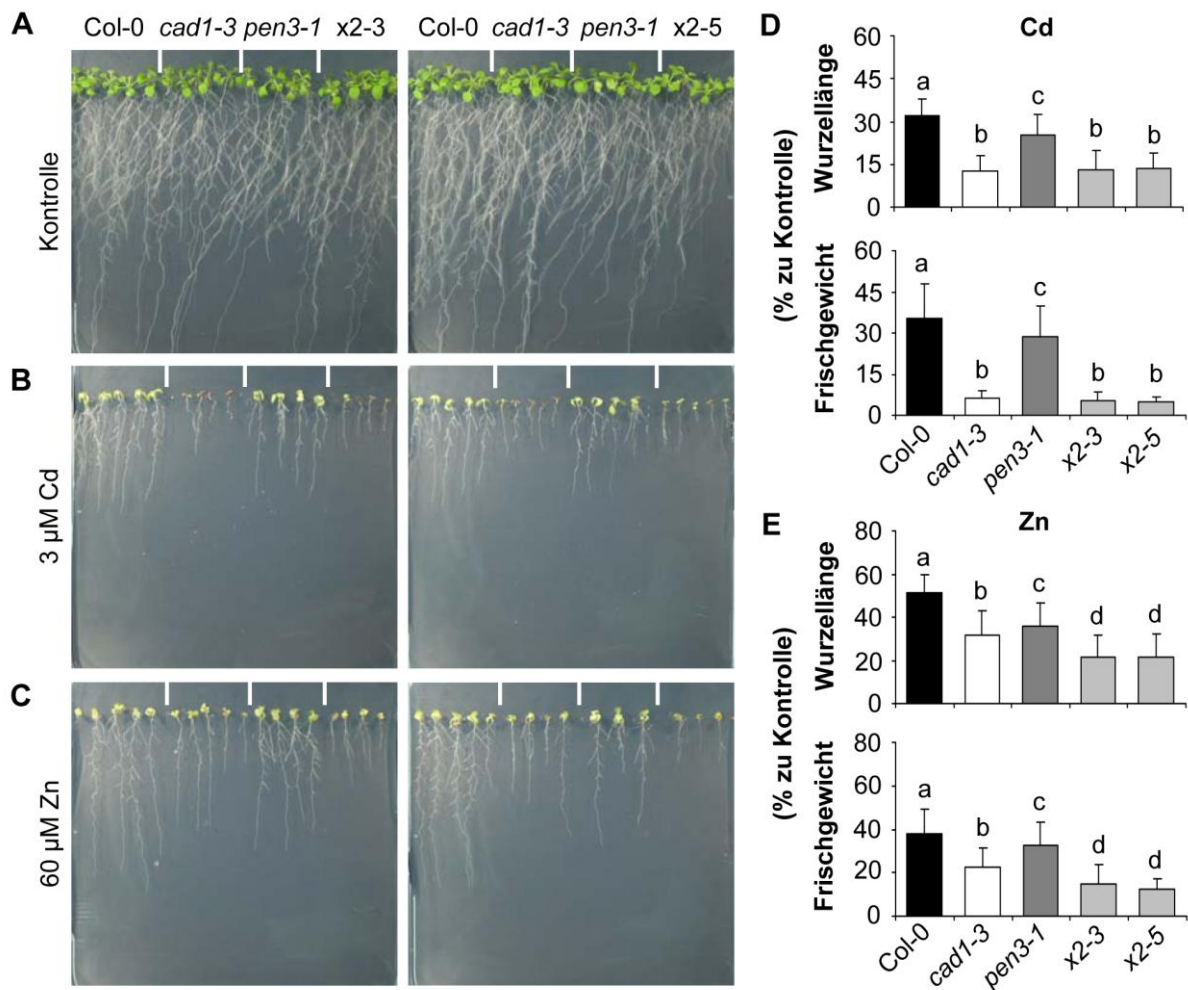 A
Col-0 cad1-3 pen3-1 x2-3
Col-0 cad1-3 pen3-1 x2-5
Kontrolle
B
3 µM Cd
C
60 µM Zn
D
Cd
Wurzellänge
60
45
30
15
0
a
b
c
b
b
(% zu Kontrolle)
Frischgewicht
60
45
30
15
0
a
b
c
b
b
Col-0
cad1-3
pen3-1
x2-3
x2-5
E
Zn
Wurzellänge
80
60
40
20
0
a
b
c
d
d
(% zu Kontrolle)
Frischgewicht
80
60
40
20
0
a
b
c
d
d
Col-0
cad1-3
pen3-1
x2-3
x2-5